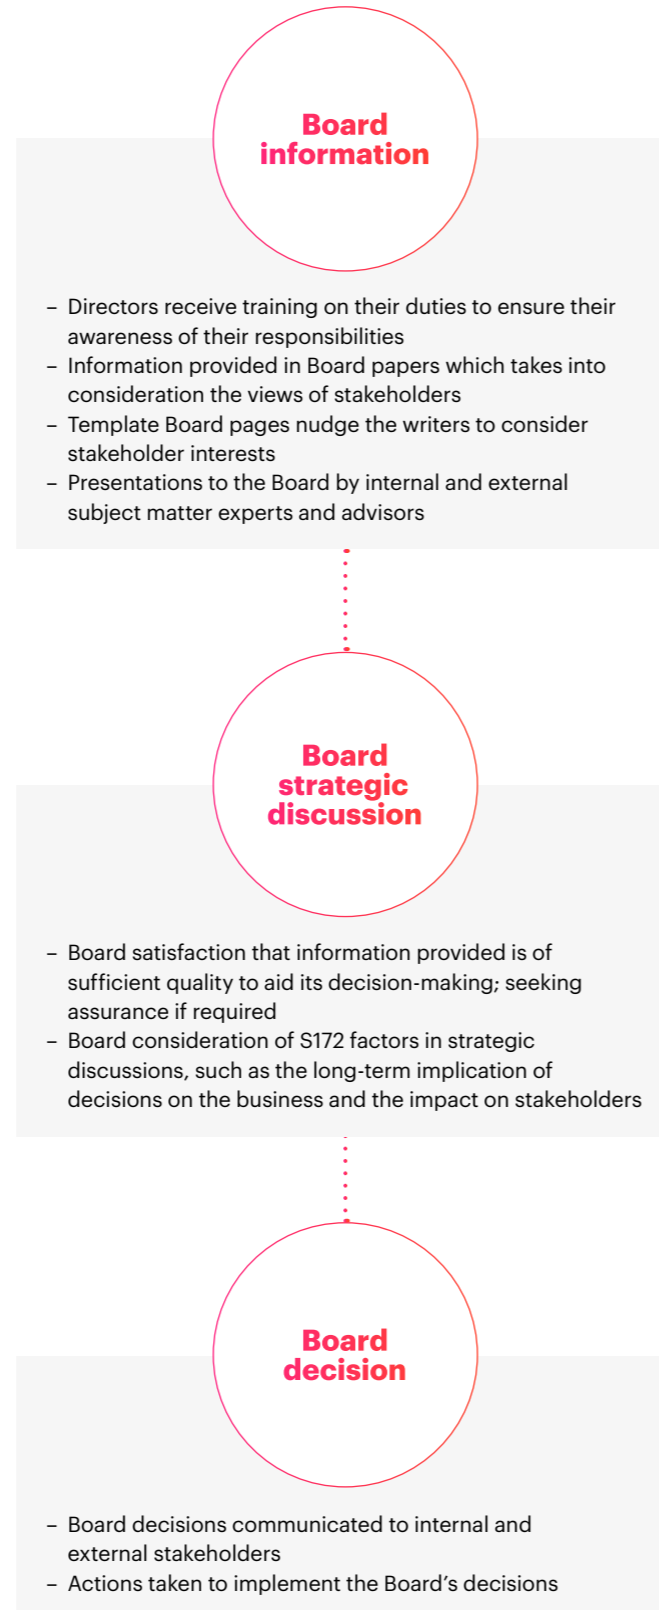 Board
information
– Directors receive training on their duties to ensure their
awareness of their responsibilities
– Information provided in Board papers which takes into
consideration the views of stakeholders
– Template Board pages nudge the writers to consider
stakeholder interests
– Presentations to the Board by internal and external
subject matter experts and advisors
Board
strategic
discussion
– Board satisfaction that information provided is of
sufficient quality to aid its decision-making; seeking
assurance if required
– Board consideration of S172 factors in strategic
discussions, such as the long-term implication of
decisions on the business and the impact on stakeholders
Board
decision
– Board decisions communicated to internal and
external stakeholders
– Actions taken to implement the Board’s decisions